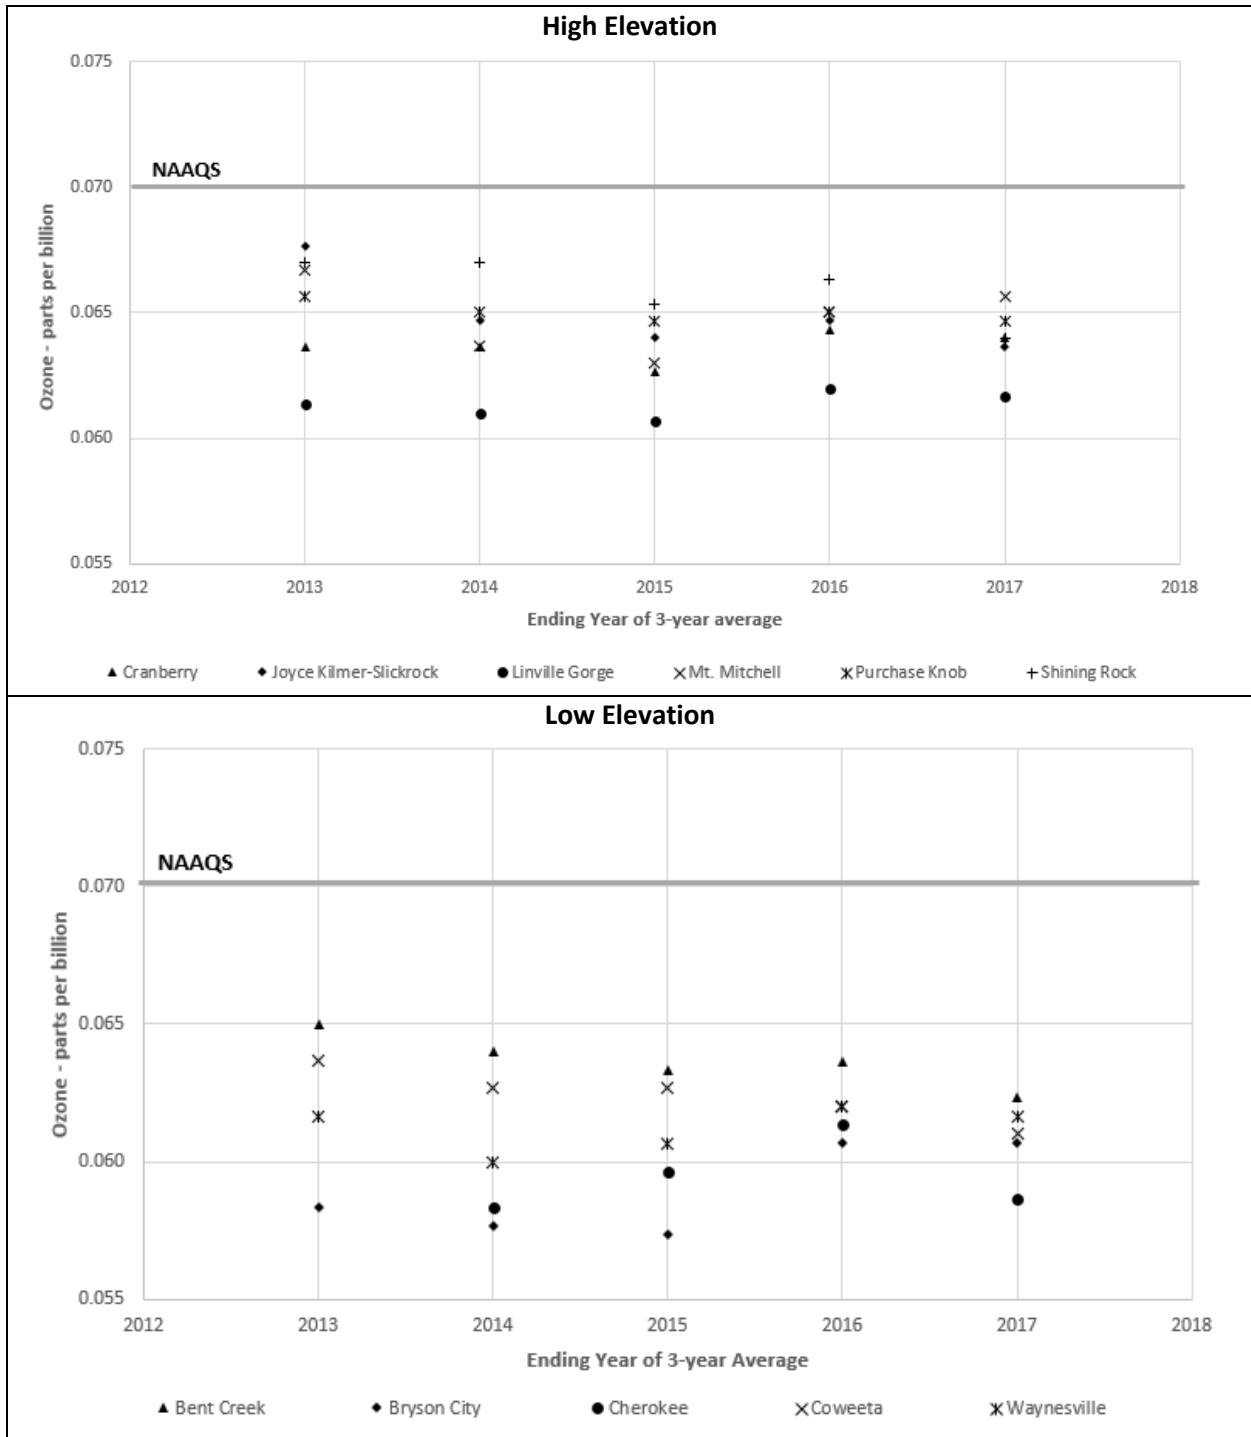 High Elevation
0.075
NAAQS
0.070
0.065
0.060
0.055
Ozone - parts per billion
2012 2013 2014 2015 2016 2017 2018
Ending Year of 3-year average
Cranberry Joyce Kilmer-Slickrock Linville Gorge Mt. Mitchell Purchase Knob Shining Rock
Low Elevation
0.075
NAAQS
0.070
0.065
0.060
0.055
Ozone - parts per billion
2012 2013 2014 2015 2016 2017 2018
Ending Year of 3-year Average
Bent Creek Bryson City Cherokee Coweeta Waynesville